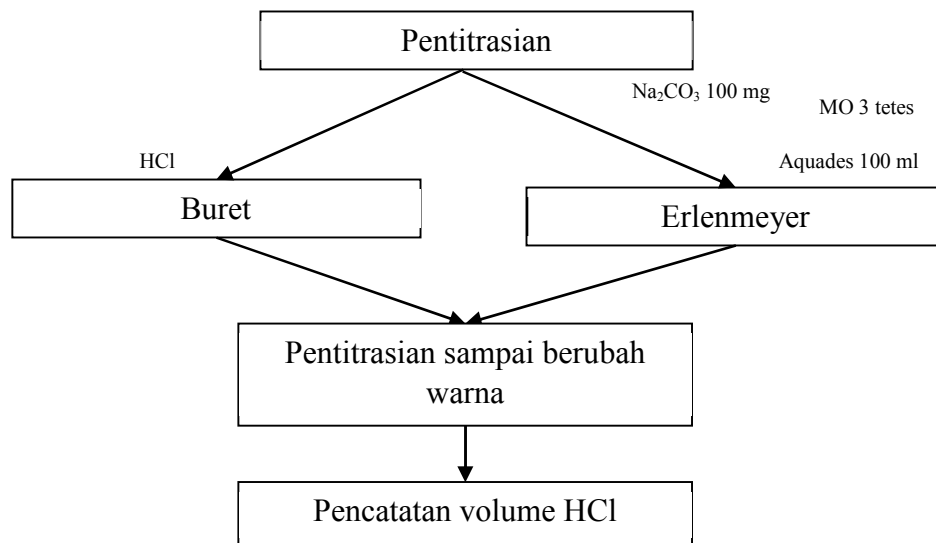 Pentitrasian
Na₂CO₃ 100 mg
MO 3 tetes
HCl
Aquades 100 ml
Buret
Erlenmeyer
Pentitrasian sampai berubah
warna
Pencatatan volume HCl